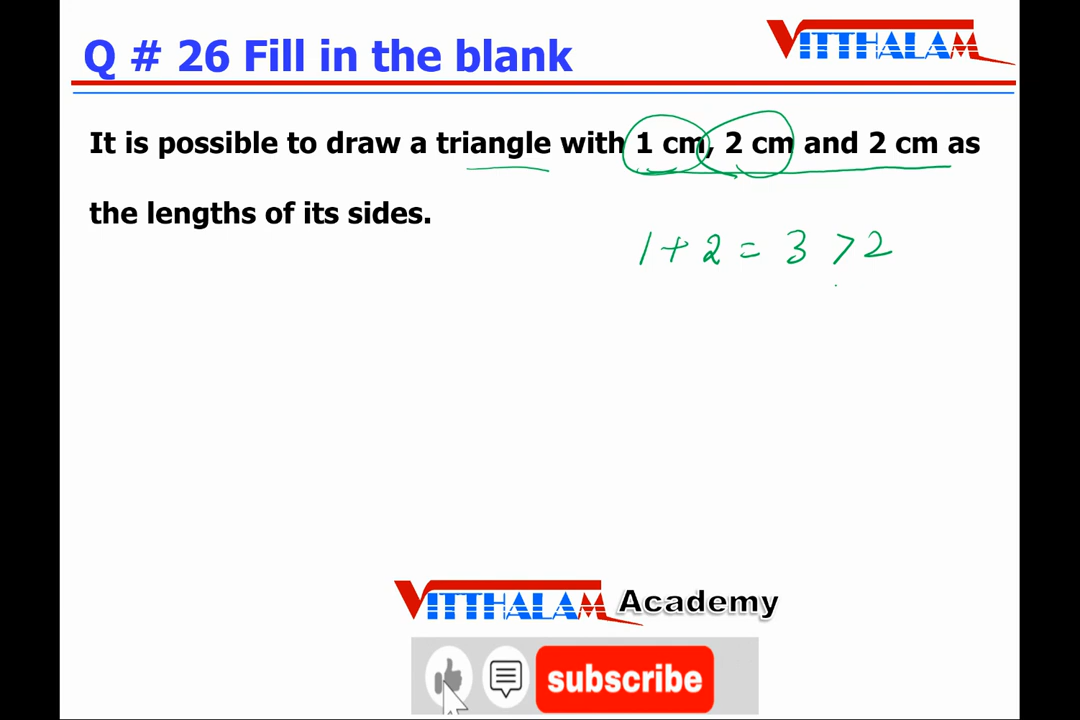 Q # 26 Fill in the blank
VITTHALAM
It is possible to draw a triangle with 1 cm, 2 cm and 2 cm as
the lengths of its sides.
1 + 2 = 3 > 2
VITTHALAM Academy
subscribe